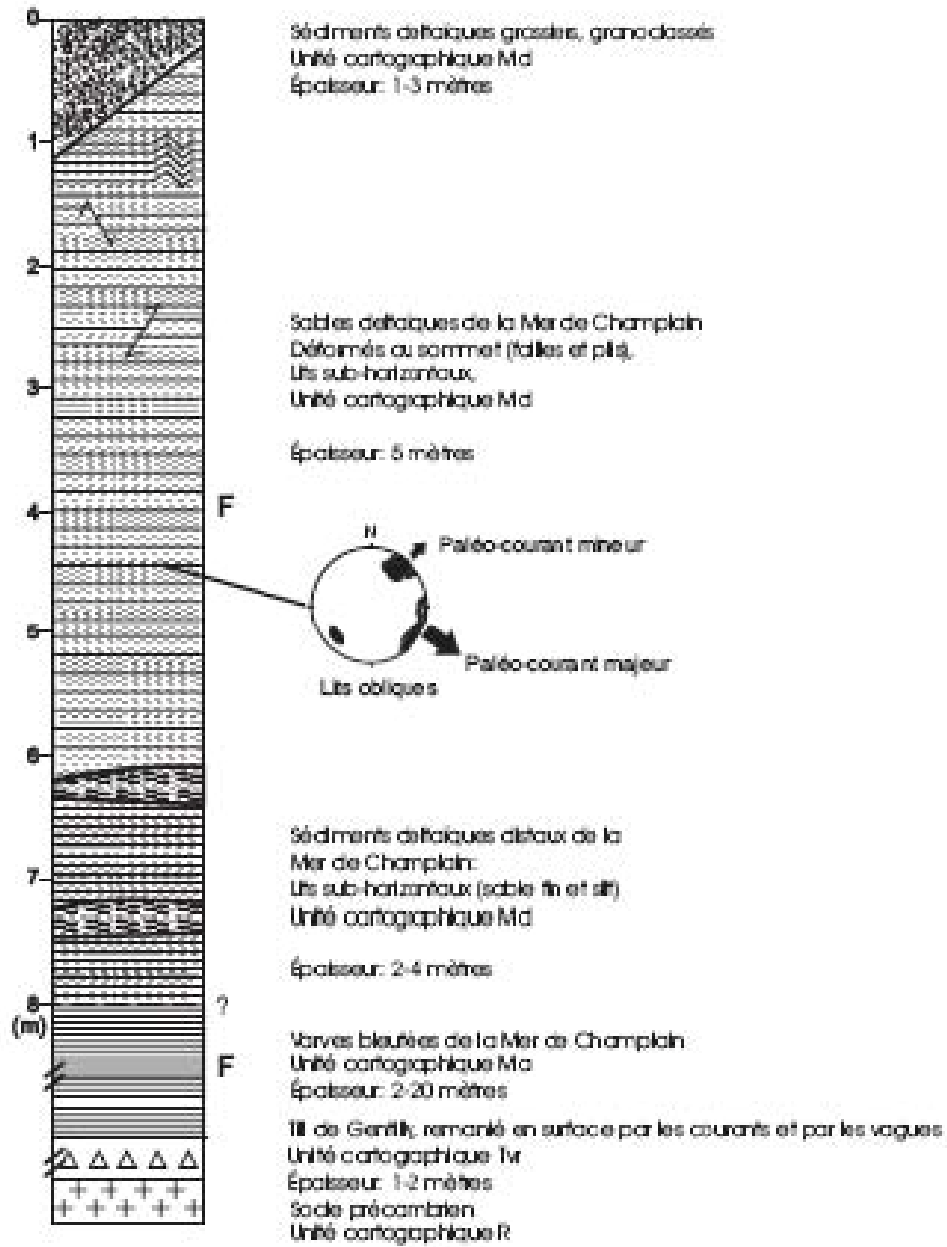 0
Sédiments deltaïques grossiers, granoclassés
Unité cartographique Md
Épaisseur: 1-3 mètres
1
2
Sables deltaïques de la Mer de Champlain
Déformés au sommet (failles et plis),
Lits sub-horizontaux,
Unité cartographique Md
3
Épaisseur: 5 mètres
F
4
N
Paléo-courant mineur
5
Paléo-courant majeur
Lits obliques
6
Sédiments deltaïques distaux de la
Mer de Champlain:
Lits sub-horizontaux (sable fin et silt)
7
Unité cartographique Md
Épaisseur: 2-4 mètres
8
?
(m)
Varves bleutées de la Mer de Champlain
Unité cartographique Ma
F
Épaisseur: 2-20 mètres
Till de Gentilly, remanié en surface par les courants et par les vagues
Unité cartographique Tvr
Épaisseur: 1-2 mètres
Socle précambrien
Unité cartographique R